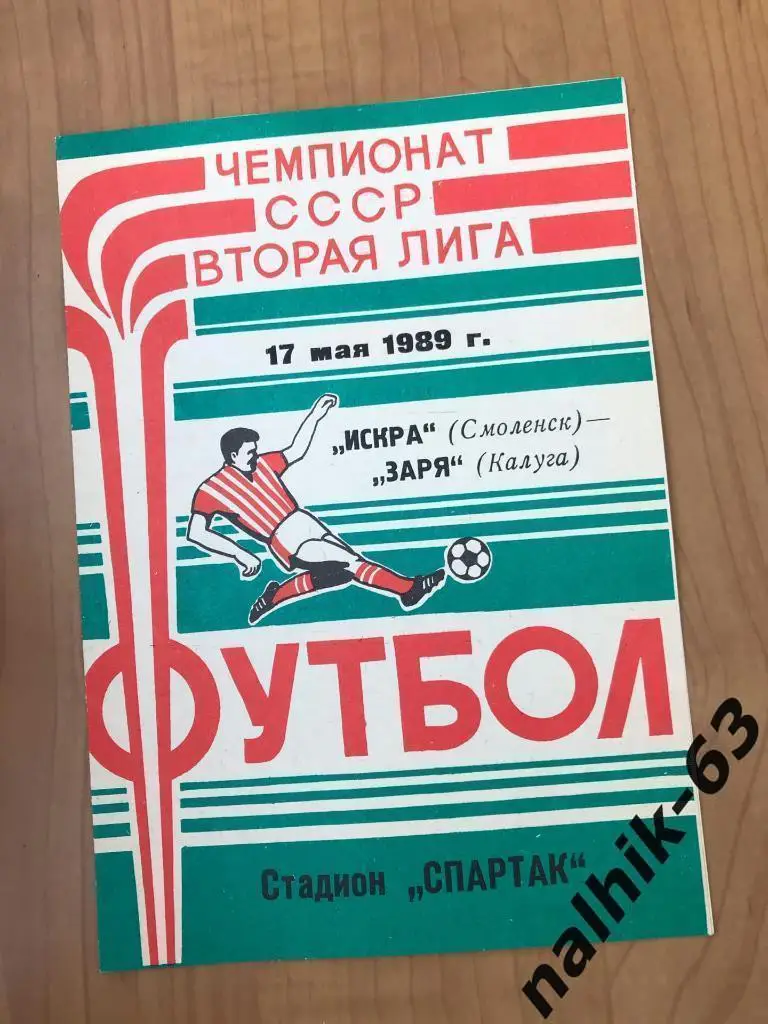 ЧЕМПИОНАТ
СССР
ВТОРАЯ ЛИГА
17 мая 1989 г.
„ИСКРА“ (Смоленск)—
„ЗАРЯ“ (Калуга)
ФУТБОЛ
Стадион „СПАРТАК“
nalhik-63